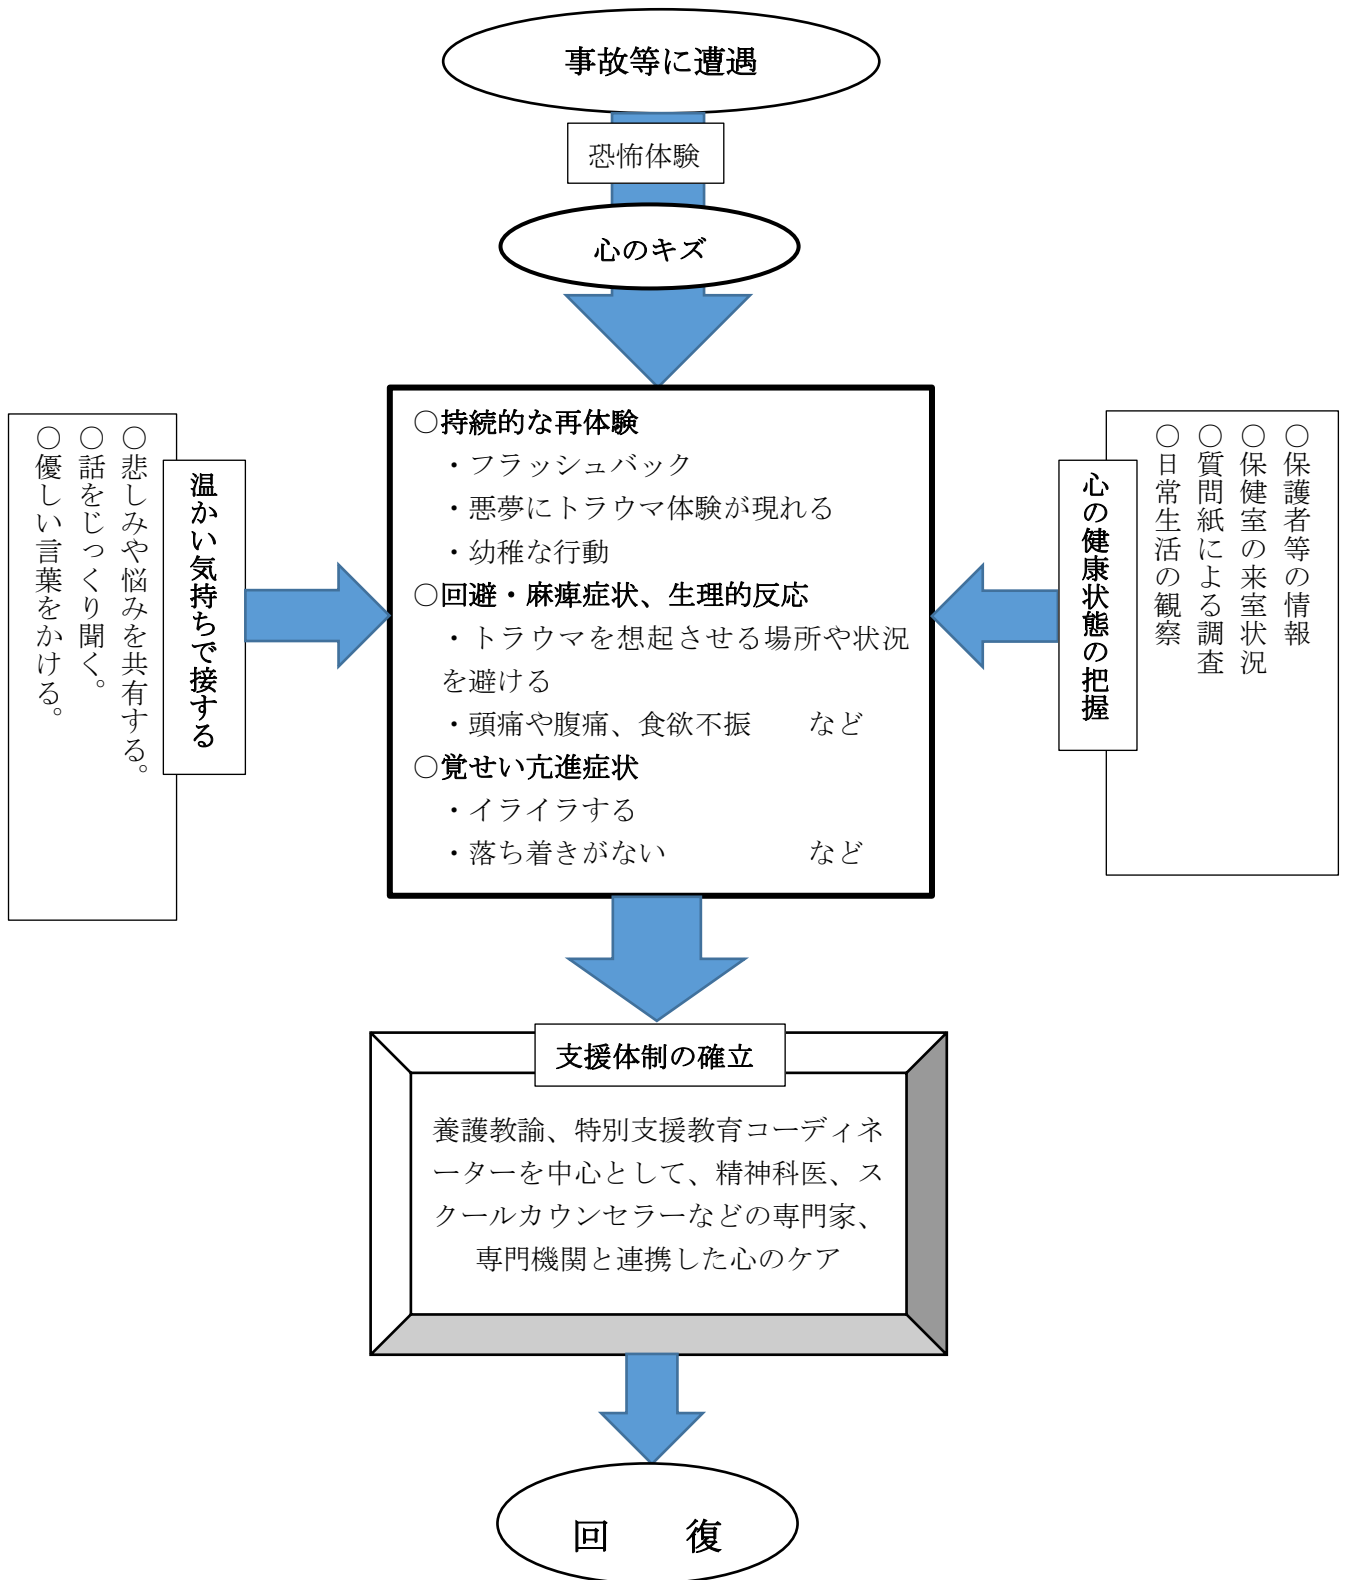 事故等に遭遇
恐怖体験
心のキズ
○持続的な再体験
・フラッシュバック
・悪夢にトラウマ体験が現れる
・幼稚な行動
○回避・麻痺症状、生理的反応
・トラウマを想起させる場所や状況
を避ける
・頭痛や腹痛、食欲不振　　など
○覚せい亢進症状
・イライラする
・落ち着きがない　　　　　など
温かい気持ちで接する
○悲しみや悩みを共有する。
○話をじっくり聞く。
○優しい言葉をかける。
○保護者等の情報
○保健室の来室状況
○質問紙による調査
○日常生活の観察
心の健康状態の把握
支援体制の確立
養護教諭、特別支援教育コーディネ
ーターを中心として、精神科医、ス
クールカウンセラーなどの専門家、
専門機関と連携した心のケア
回　　復